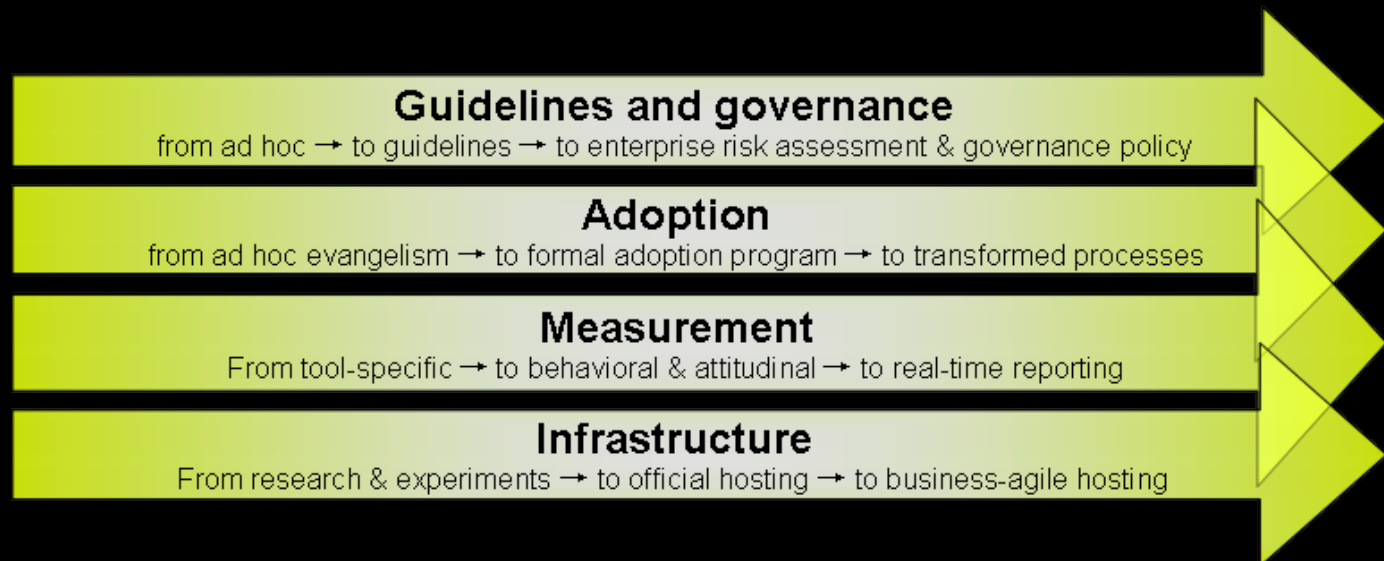 Guidelines and governance
from ad hoc → to guidelines → to enterprise risk assessment & governance policy
Adoption
from ad hoc evangelism → to formal adoption program → to transformed processes
Measurement
From tool-specific → to behavioral & attitudinal → to real-time reporting
Infrastructure
From research & experiments → to official hosting → to business-agile hosting